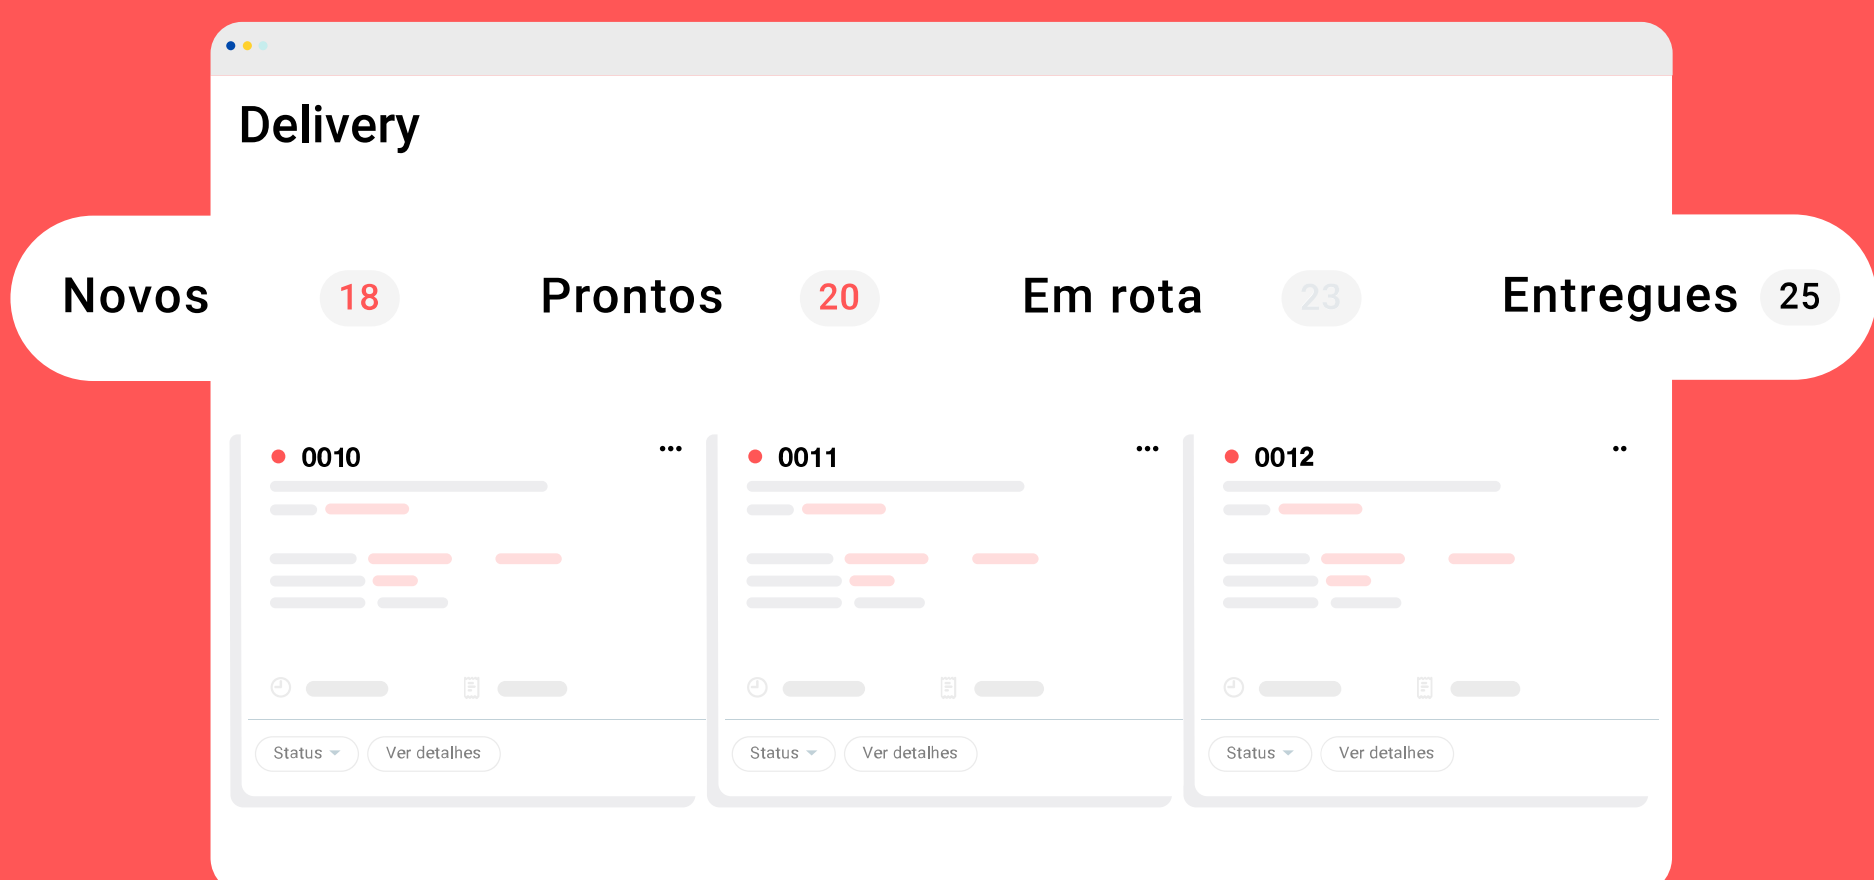 Delivery
Novos 18 Prontos 20 Em rota 23 Entregues 25
0010 ••• 0011 ••• 0012 ••
Status Ver detalhes Status Ver detalhes Status Ver detalhes